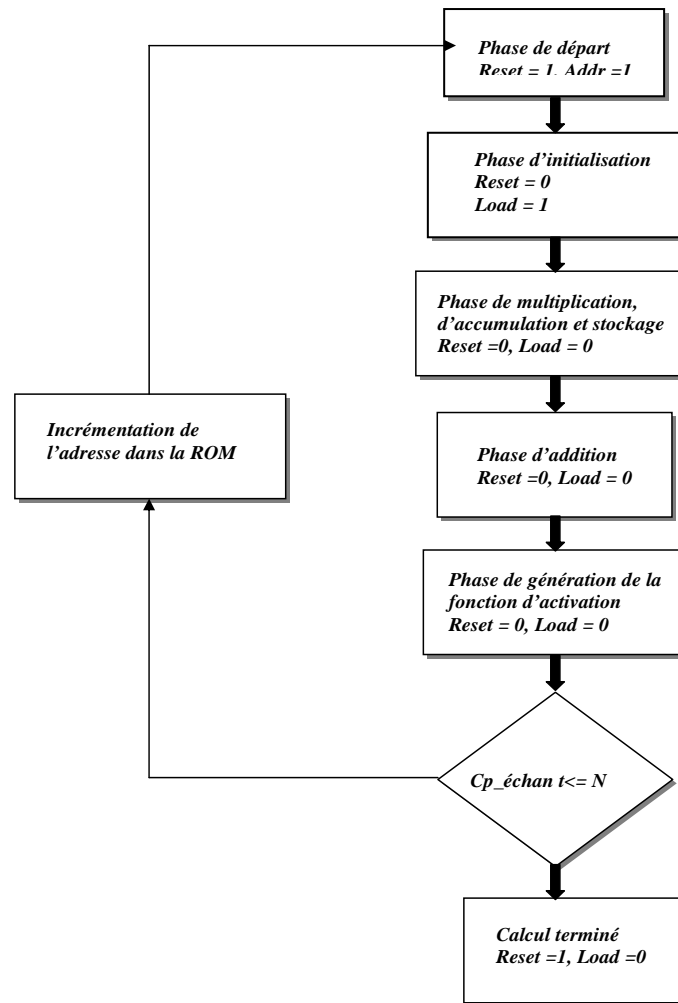 Phase de départ
Reset = 1, Addr =1
Phase d'initialisation
Reset = 0
Load = 1
Phase de multiplication,
d'accumulation et stockage
Reset =0, Load = 0
Incrémentation de
l'adresse dans la ROM
Phase d'addition
Reset =0, Load = 0
Phase de génération de la
fonction d'activation
Reset = 0, Load = 0
Cp_échan t<= N
Calcul terminé
Reset =1, Load =0